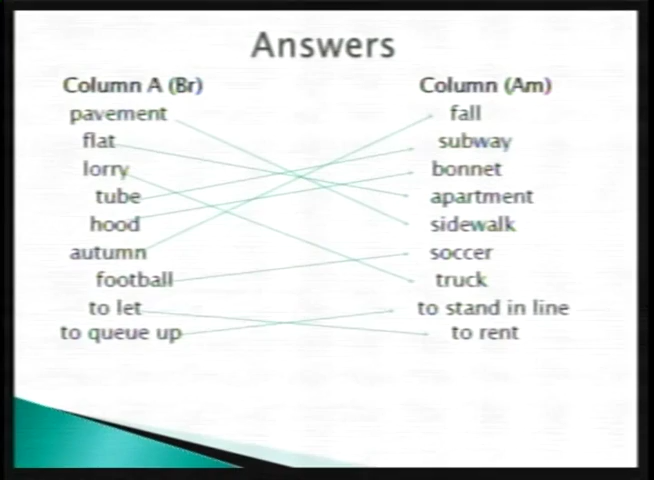 Answers
Column A (Br) Column (Am)
pavement fall
flat subway
lorry bonnet
tube apartment
hood sidewalk
autumn soccer
football truck
to let to stand in line
to queue up to rent